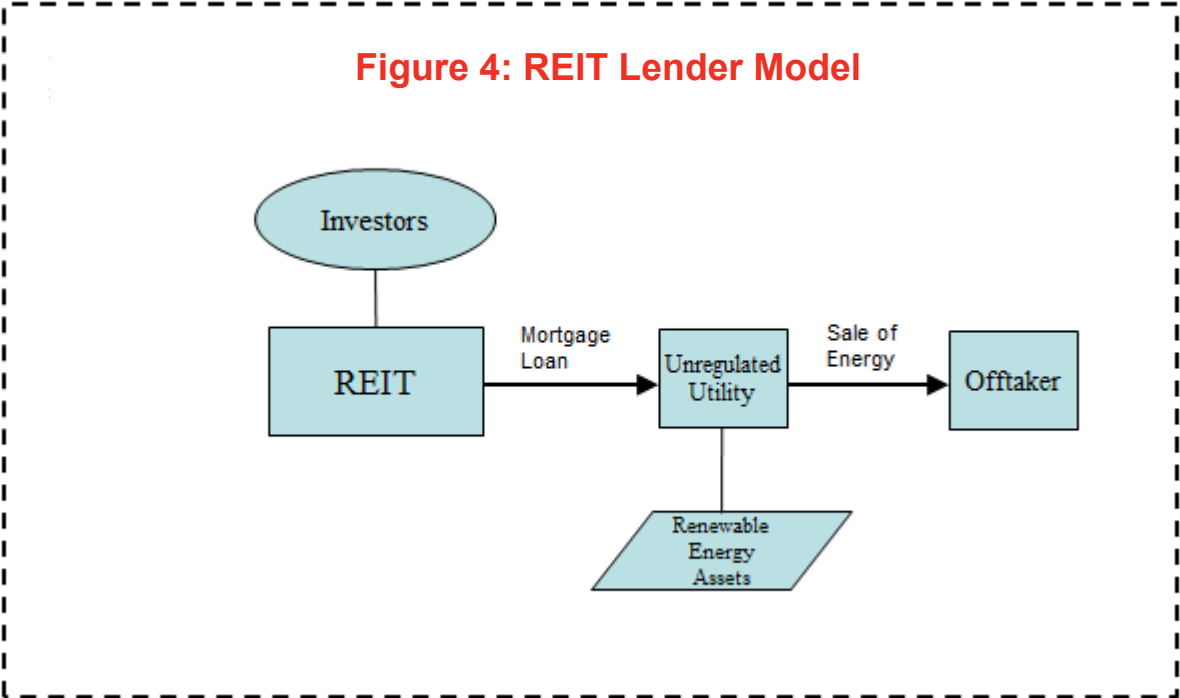 Figure 4: REIT Lender Model
Investors
REIT
Mortgage
Loan
Unregulated
Utility
Sale of
Energy
Offtaker
Renewable
Energy
Assets